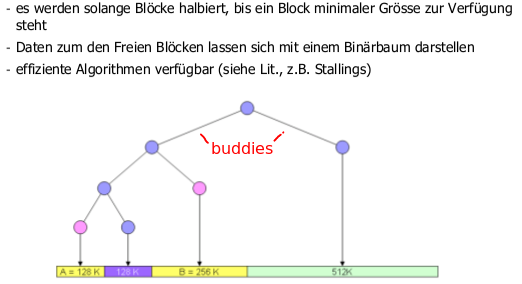 - es werden solange Blöcke halbiert, bis ein Block minimaler Grösse zur Verfügung
steht
- Daten zum den Freien Blöcken lassen sich mit einem Binärbaum darstellen
- effiziente Algorithmen verfügbar (siehe Lit., z.B. Stallings)
buddies
A = 128 K 128 K B = 256 K 512K